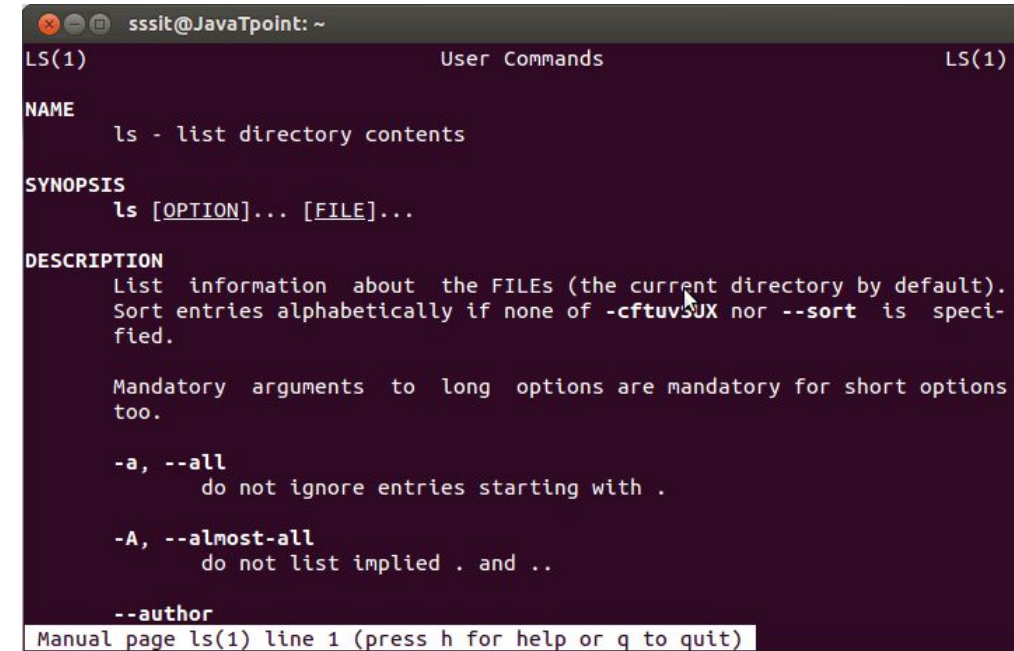 sssit@JavaTpoint: ~
LS(1) User Commands LS(1)
NAME
ls - list directory contents
SYNOPSIS
ls [OPTION]... [FILE]...
DESCRIPTION
List information about the FILEs (the current directory by default).
Sort entries alphabetically if none of -cftuvSUX nor --sort is speci-
fied.
Mandatory arguments to long options are mandatory for short options
too.
-a, --all
do not ignore entries starting with .
-A, --almost-all
do not list implied . and ..
--author
Manual page ls(1) line 1 (press h for help or q to quit)